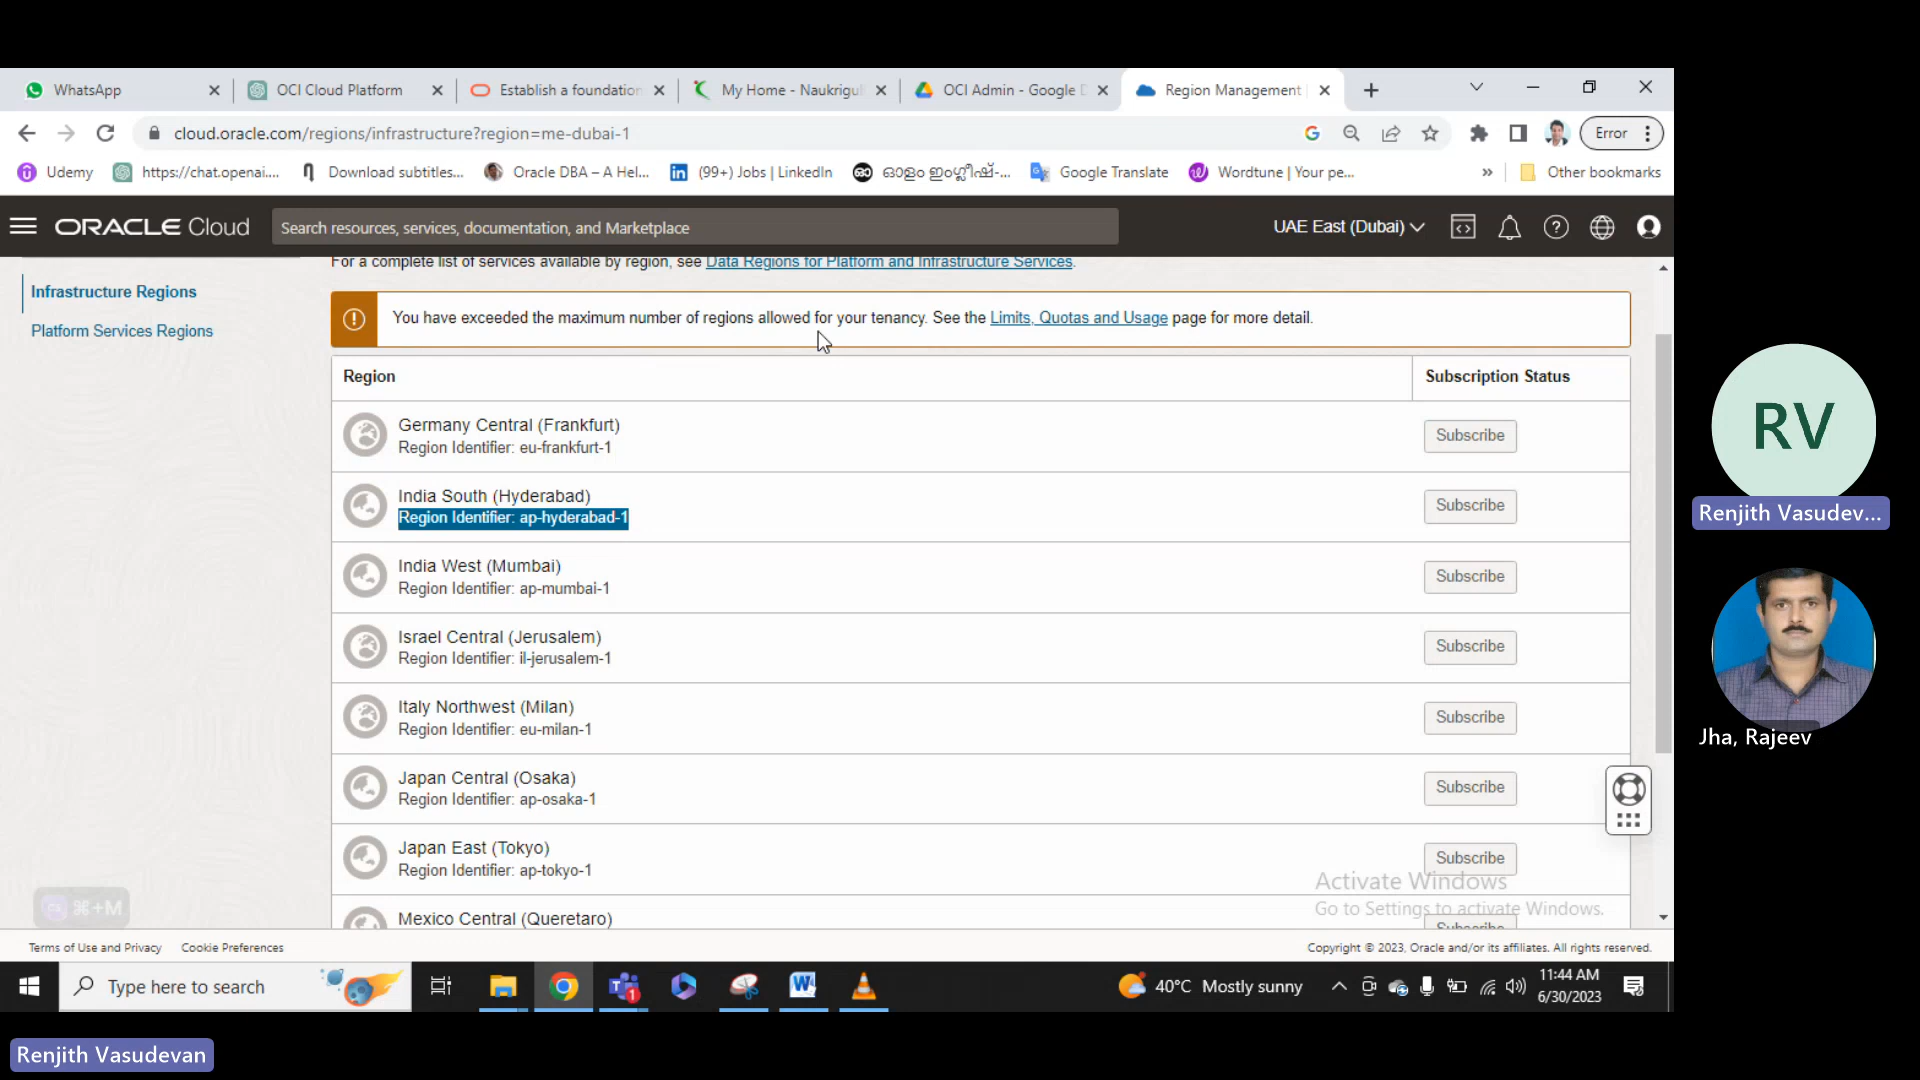 WhatsApp
OCI Cloud Platform
Establish a foundation
My Home - Naukrigul
OCI Admin - Google D
Region Management
cloud.oracle.com/regions/infrastructure?region=me-dubai-1
Error
Udemy
https://chat.openai....
Download subtitles...
Oracle DBA – A Hel...
(99+) Jobs | LinkedIn
ഓളം ഇംഗ്ലീഷ്-...
Google Translate
Wordtune | Your pe...
Other bookmarks
ORACLE Cloud
Search resources, services, documentation, and Marketplace
UAE East (Dubai)
For a complete list of services available by region, see Data Regions for Platform and Infrastructure Services.
Infrastructure Regions
Platform Services Regions
You have exceeded the maximum number of regions allowed for your tenancy. See the Limits, Quotas and Usage page for more detail.
Region
Subscription Status
Germany Central (Frankfurt)
Region Identifier: eu-frankfurt-1
Subscribe
India South (Hyderabad)
Region Identifier: ap-hyderabad-1
Subscribe
India West (Mumbai)
Region Identifier: ap-mumbai-1
Subscribe
Israel Central (Jerusalem)
Region Identifier: il-jerusalem-1
Subscribe
Italy Northwest (Milan)
Region Identifier: eu-milan-1
Subscribe
Japan Central (Osaka)
Region Identifier: ap-osaka-1
Subscribe
Japan East (Tokyo)
Region Identifier: ap-tokyo-1
Subscribe
Mexico Central (Queretaro)
Subscribe
Activate Windows
Go to Settings to activate Windows.
⌘+M
Terms of Use and Privacy
Cookie Preferences
Copyright © 2023, Oracle and/or its affiliates. All rights reserved.
Type here to search
1
40°C Mostly sunny
11:44 AM
6/30/2023
RV
Renjith Vasudev...
Jha, Rajeev
Renjith Vasudevan